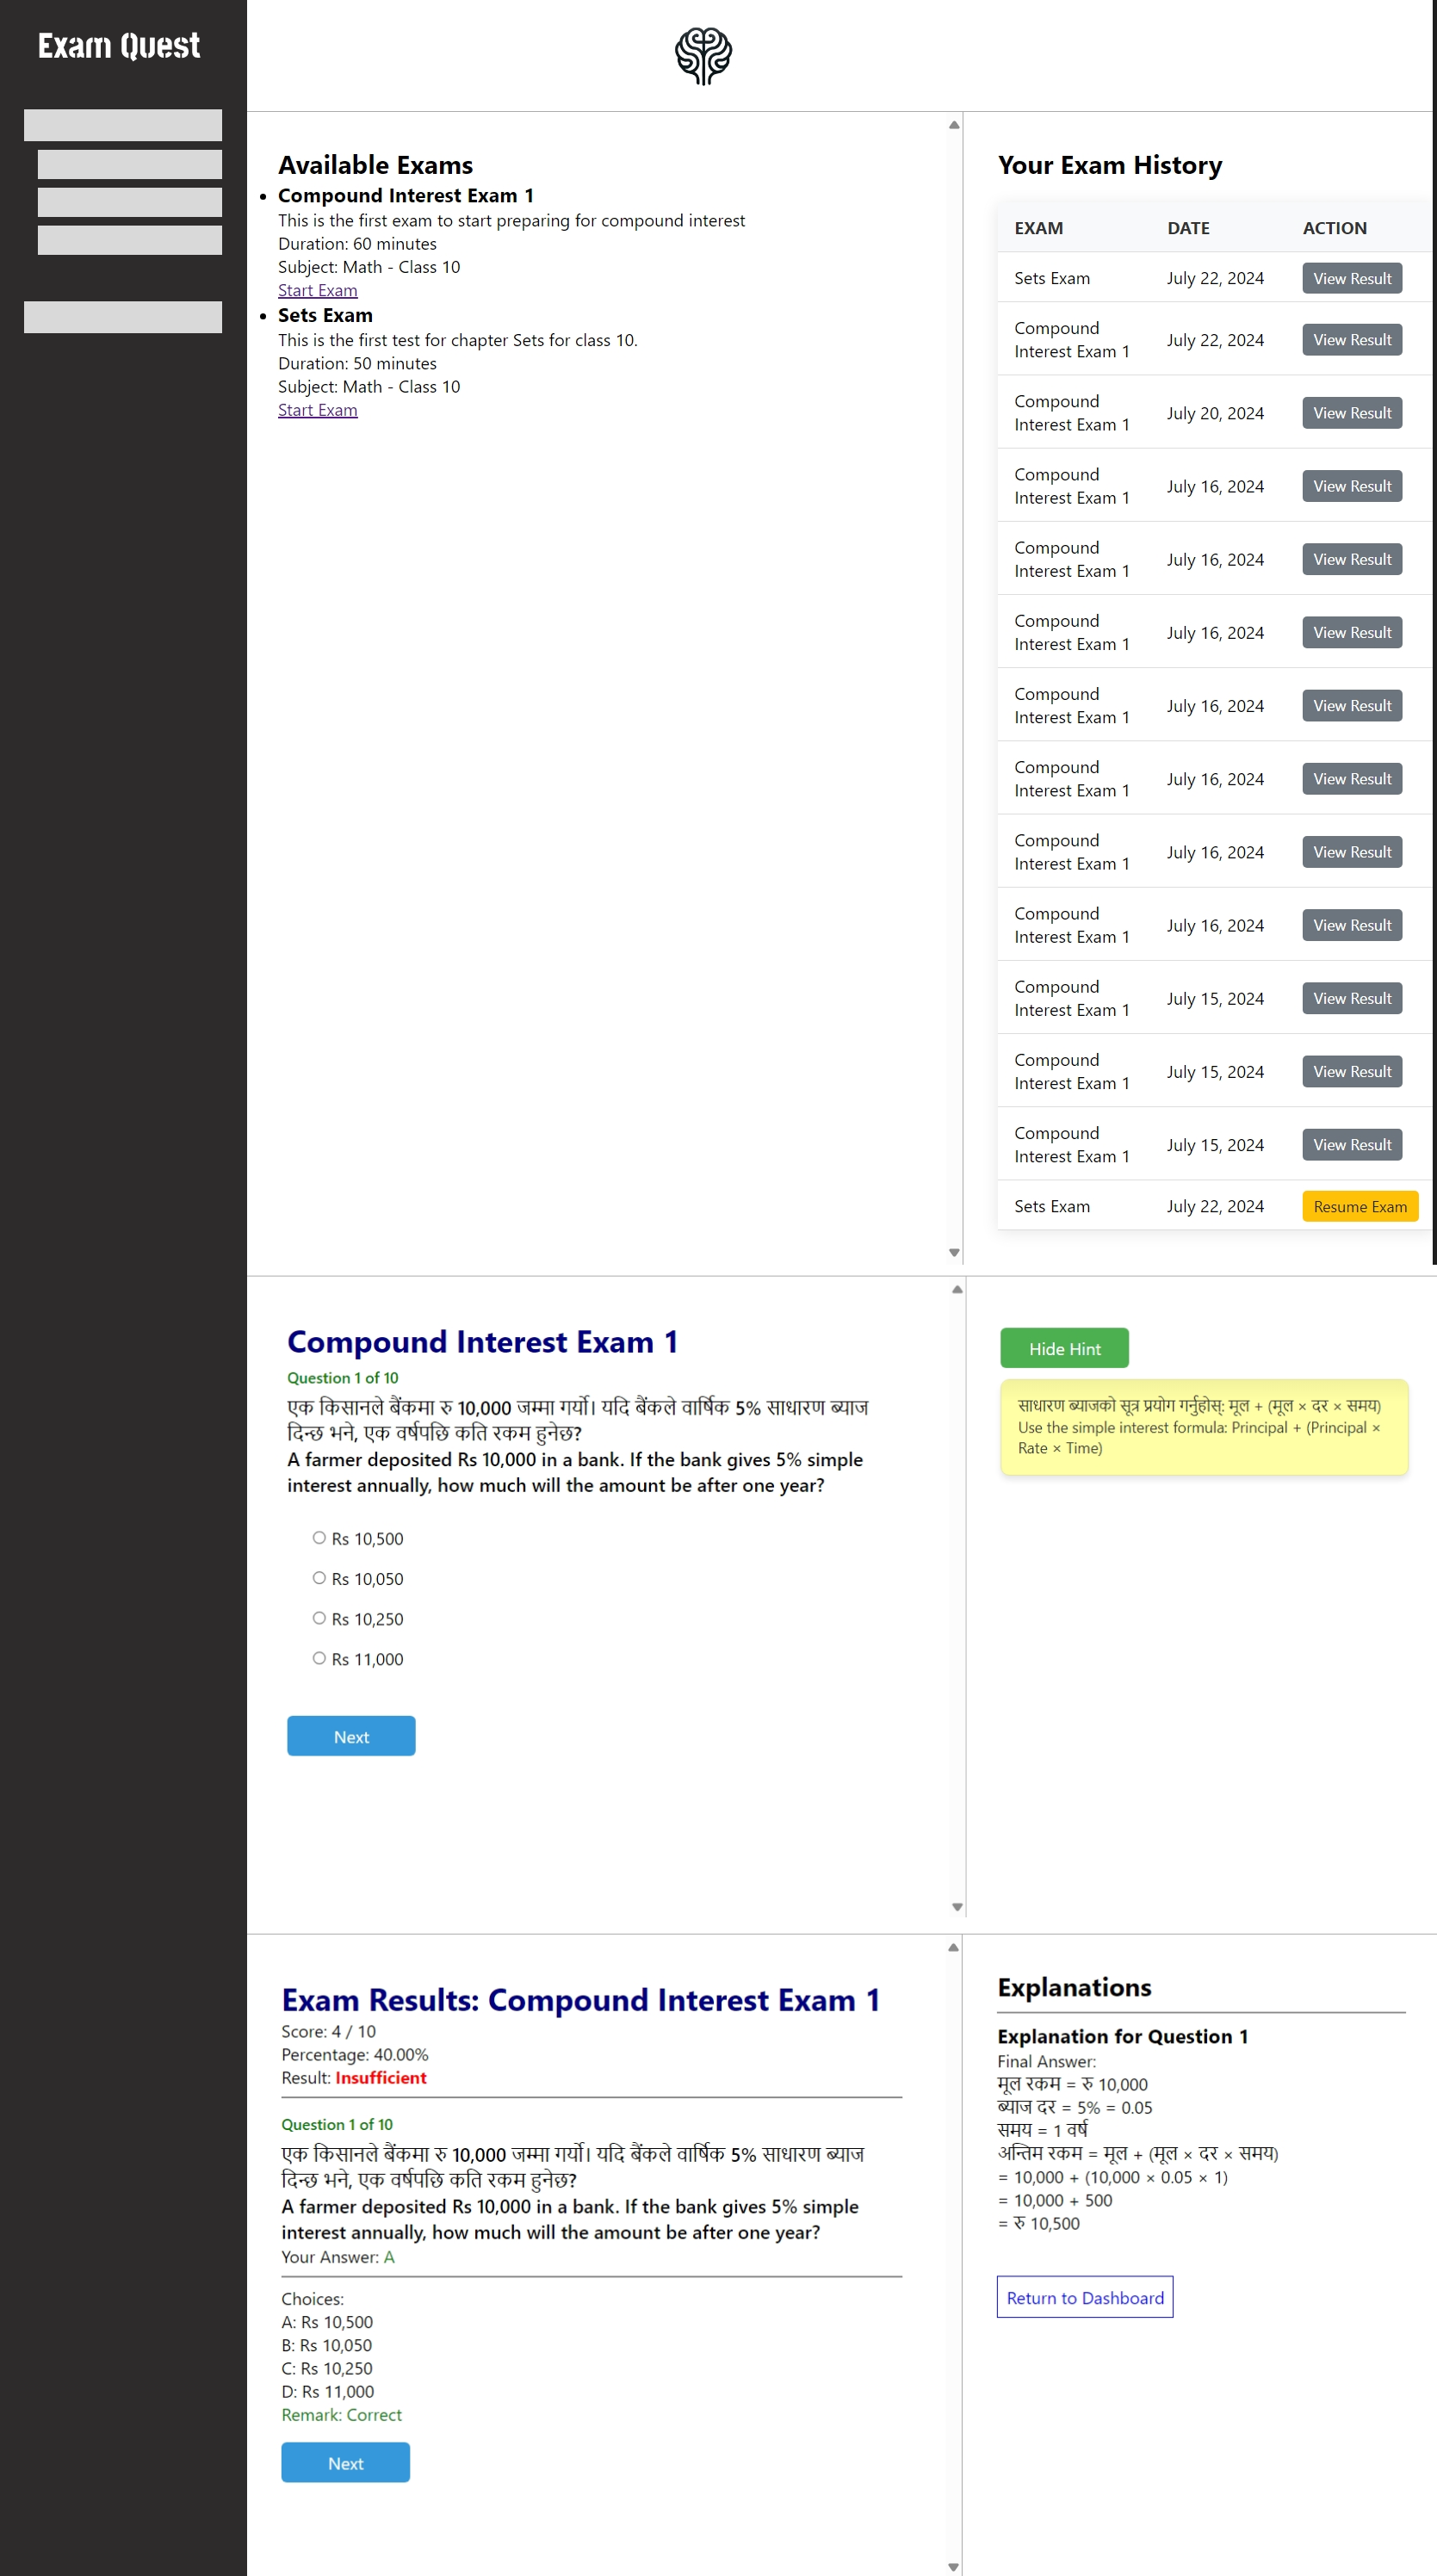 Exam Quest
Available Exams
Compound Interest Exam 1
This is the first exam to start preparing for compound interest
Duration: 60 minutes
Subject: Math - Class 10
Start Exam
Sets Exam
This is the first test for chapter Sets for class 10.
Duration: 50 minutes
Subject: Math - Class 10
Start Exam
Your Exam History
EXAM DATE ACTION
Sets Exam July 22, 2024 View Result
Compound
Interest Exam 1 July 22, 2024 View Result
Compound
Interest Exam 1 July 20, 2024 View Result
Compound
Interest Exam 1 July 16, 2024 View Result
Compound
Interest Exam 1 July 16, 2024 View Result
Compound
Interest Exam 1 July 16, 2024 View Result
Compound
Interest Exam 1 July 16, 2024 View Result
Compound
Interest Exam 1 July 16, 2024 View Result
Compound
Interest Exam 1 July 16, 2024 View Result
Compound
Interest Exam 1 July 16, 2024 View Result
Compound
Interest Exam 1 July 15, 2024 View Result
Compound
Interest Exam 1 July 15, 2024 View Result
Compound
Interest Exam 1 July 15, 2024 View Result
Sets Exam July 22, 2024 Resume Exam
Compound Interest Exam 1
Question 1 of 10
एक किसानले बैंकमा रु 10,000 जम्मा गर्यो। यदि बैंकले वार्षिक 5% साधारण ब्याज
दिन्छ भने, एक वर्षपछि कति रकम हुनेछ?
A farmer deposited Rs 10,000 in a bank. If the bank gives 5% simple
interest annually, how much will the amount be after one year?
Rs 10,500
Rs 10,050
Rs 10,250
Rs 11,000
Next
Hide Hint
साधारण ब्याजको सूत्र प्रयोग गर्नुहोस्: मूल + (मूल × दर × समय)
Use the simple interest formula: Principal + (Principal ×
Rate × Time)
Exam Results: Compound Interest Exam 1
Score: 4 / 10
Percentage: 40.00%
Result: Insufficient
Question 1 of 10
एक किसानले बैंकमा रु 10,000 जम्मा गर्यो। यदि बैंकले वार्षिक 5% साधारण ब्याज
दिन्छ भने, एक वर्षपछि कति रकम हुनेछ?
A farmer deposited Rs 10,000 in a bank. If the bank gives 5% simple
interest annually, how much will the amount be after one year?
Your Answer: A
Choices:
A: Rs 10,500
B: Rs 10,050
C: Rs 10,250
D: Rs 11,000
Remark: Correct
Next
Explanations
Explanation for Question 1
Final Answer:
मूल रकम = रु 10,000
ब्याज दर = 5% = 0.05
समय = 1 वर्ष
अन्तिम रकम = मूल + (मूल × दर × समय)
= 10,000 + (10,000 × 0.05 × 1)
= 10,000 + 500
= रु 10,500
Return to Dashboard